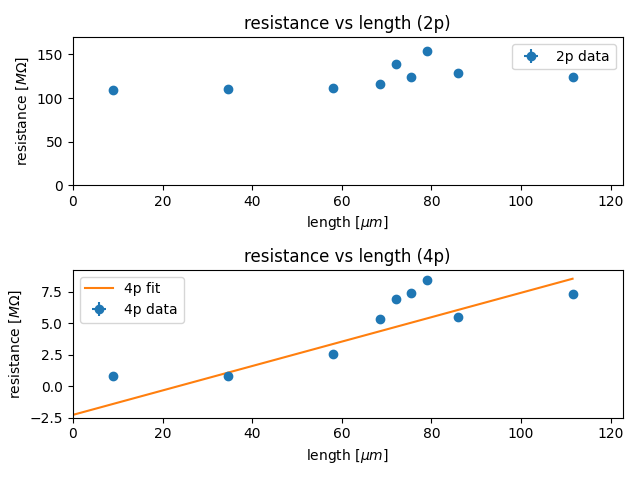 resistance vs length (2p)
resistance [MΩ]
150
100
50
0
2p data
0 20 40 60 80 100 120
length [μm]
resistance vs length (4p)
resistance [MΩ]
7.5
5.0
2.5
0.0
−2.5
4p fit
4p data
0 20 40 60 80 100 120
length [μm]